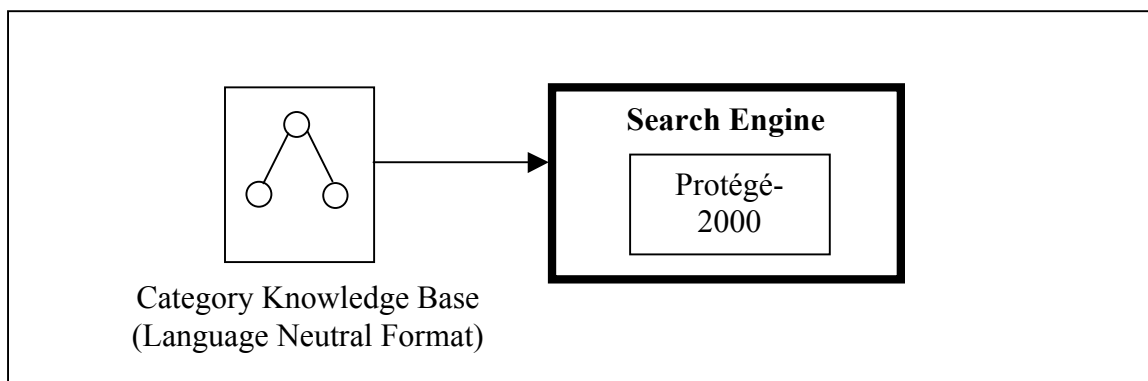 Search Engine
Protégé-
2000
Category Knowledge Base
(Language Neutral Format)